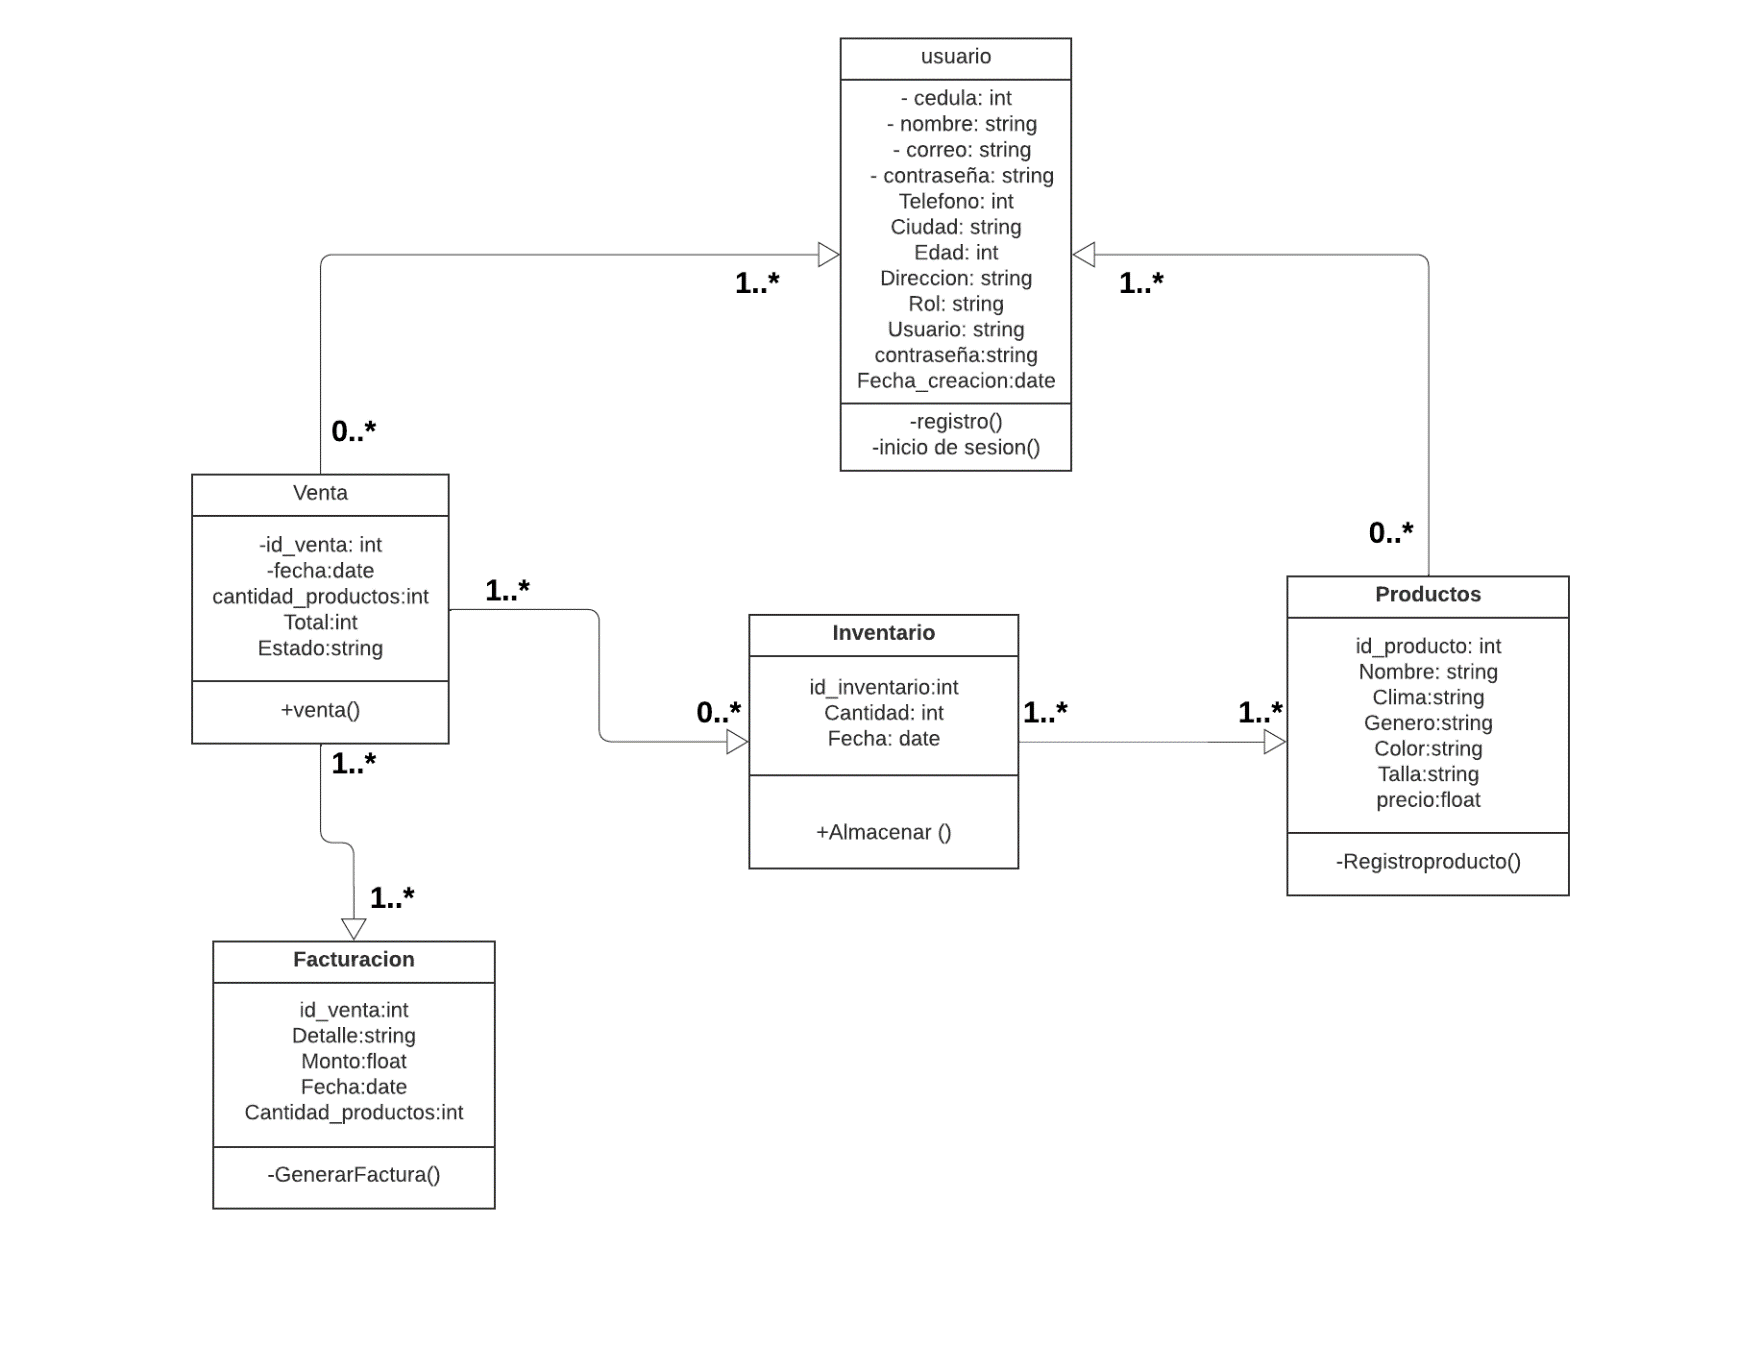 usuario
- cedula: int
- nombre: string
- correo: string
- contraseña: string
Telefono: int
Ciudad: string
Edad: int
Direccion: string
Rol: string
Usuario: string
contraseña:string
Fecha_creacion:date
-registro()
-inicio de sesion()
1..*
1..*
0..*
0..*
Venta
-id_venta: int
-fecha:date
cantidad_productos:int
Total:int
Estado:string
+venta()
1..*
0..*
Inventario
id_inventario:int
Cantidad: int
Fecha: date
+Almacenar ()
1..*
1..*
Productos
id_producto: int
Nombre: string
Clima:string
Genero:string
Color:string
Talla:string
precio:float
-Registroproducto()
1..*
1..*
Facturacion
id_venta:int
Detalle:string
Monto:float
Fecha:date
Cantidad_productos:int
-GenerarFactura()